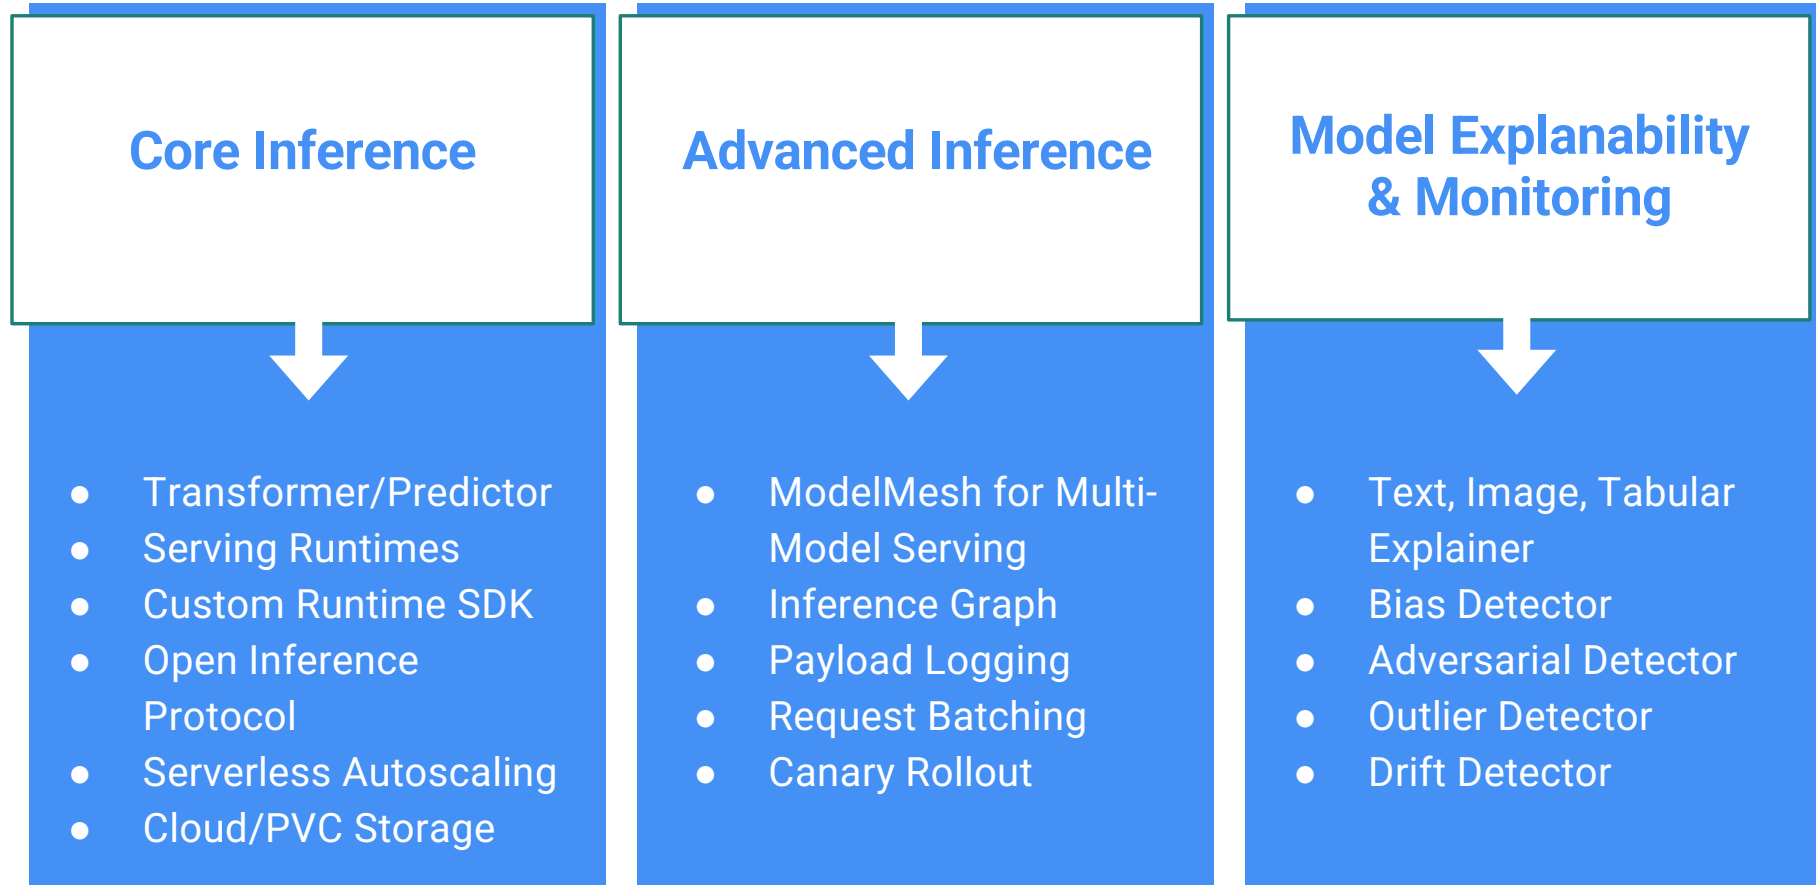 Core Inference
Transformer/Predictor
Serving Runtimes
Custom Runtime SDK
Open Inference
Protocol
Serverless Autoscaling
Cloud/PVC Storage
Advanced Inference
ModelMesh for Multi-
Model Serving
Inference Graph
Payload Logging
Request Batching
Canary Rollout
Model Explanability
& Monitoring
Text, Image, Tabular
Explainer
Bias Detector
Adversarial Detector
Outlier Detector
Drift Detector